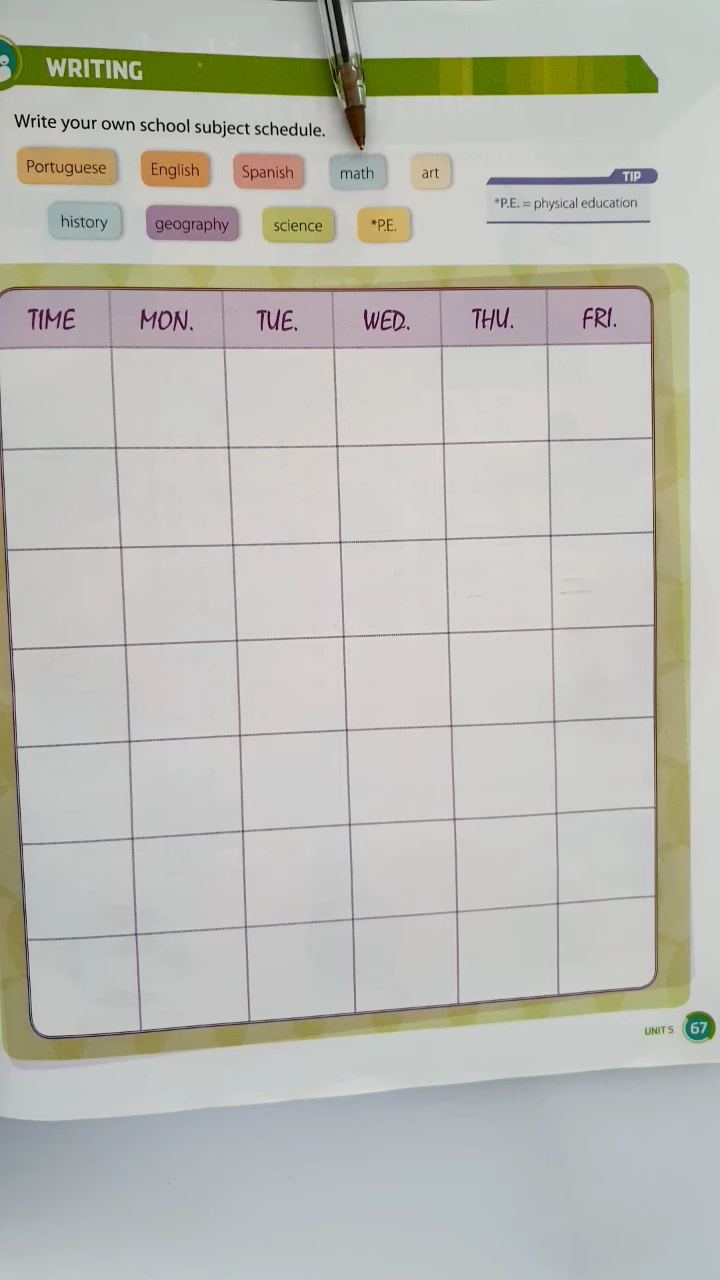 WRITING
Write your own school subject schedule.
Portuguese English Spanish math art
TIP
*P.E. = physical education
history geography science *P.E.
TIME MON. TUE. WED. THU. FRI.
UNIT 5 67